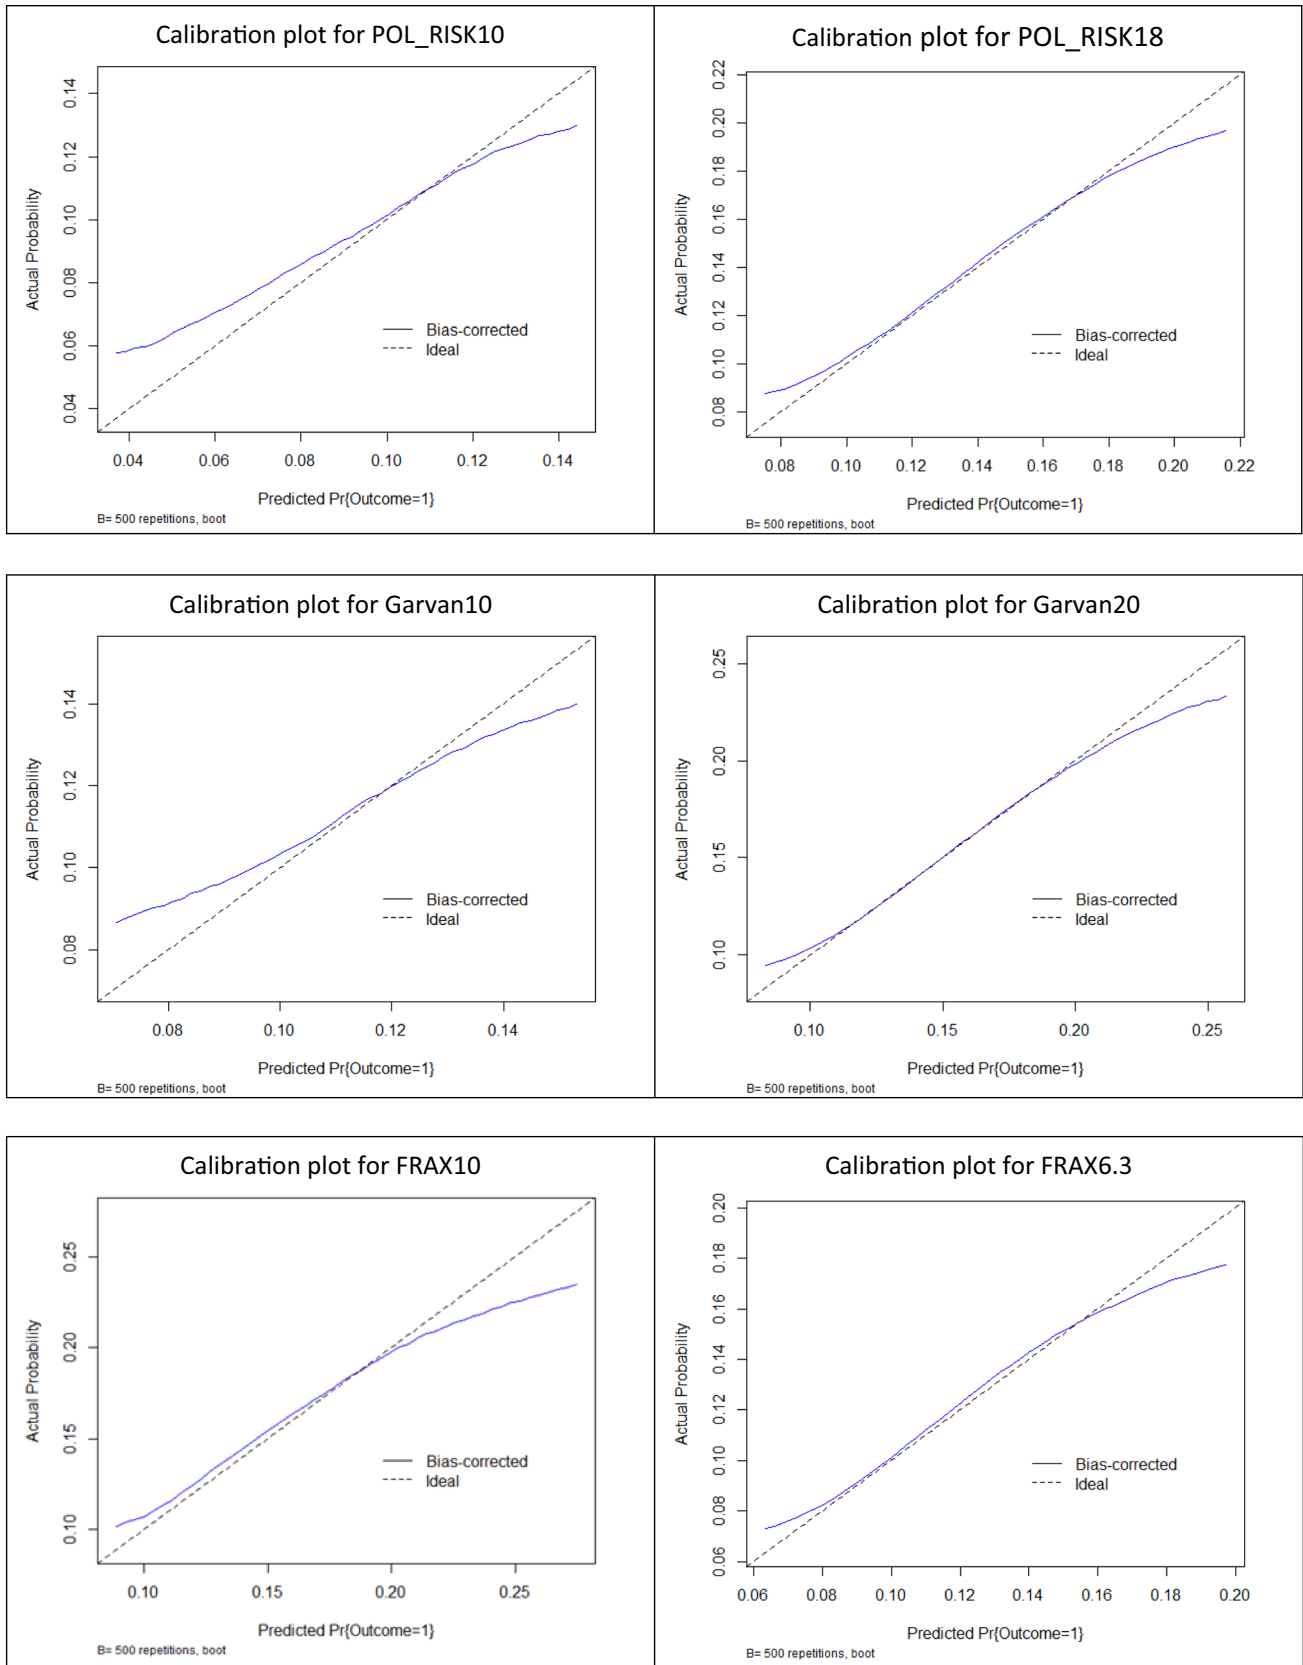 Calibration plot for POL_RISK10
Actual Probability
0.04 0.06 0.08 0.10 0.12 0.14
Bias-corrected
Ideal
0.04 0.06 0.08 0.10 0.12 0.14
Predicted Pr{Outcome=1}
B= 500 repetitions, boot
Calibration plot for POL_RISK18
Actual Probability
0.08 0.10 0.12 0.14 0.16 0.18 0.20 0.22
Bias-corrected
Ideal
0.08 0.10 0.12 0.14 0.16 0.18 0.20 0.22
Predicted Pr{Outcome=1}
B= 500 repetitions, boot
Calibration plot for Garvan10
Actual Probability
0.08 0.10 0.12 0.14
Bias-corrected
Ideal
0.08 0.10 0.12 0.14
Predicted Pr{Outcome=1}
B= 500 repetitions, boot
Calibration plot for Garvan20
Actual Probability
0.10 0.15 0.20 0.25
Bias-corrected
Ideal
0.10 0.15 0.20 0.25
Predicted Pr{Outcome=1}
B= 500 repetitions, boot
Calibration plot for FRAX10
Actual Probability
0.10 0.15 0.20 0.25
Bias-corrected
Ideal
0.10 0.15 0.20 0.25
Predicted Pr{Outcome=1}
B= 500 repetitions, boot
Calibration plot for FRAX6.3
Actual Probability
0.06 0.08 0.10 0.12 0.14 0.16 0.18 0.20
Bias-corrected
Ideal
0.06 0.08 0.10 0.12 0.14 0.16 0.18 0.20
Predicted Pr{Outcome=1}
B= 500 repetitions, boot